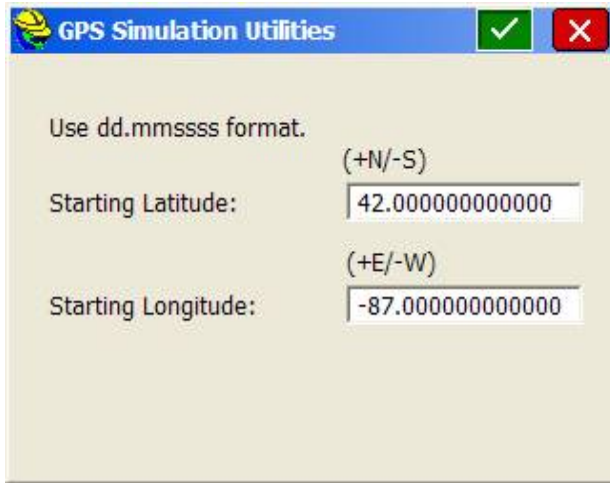 GPS Simulation Utilities
Use dd.mmssss format.
(+N/-S)
Starting Latitude: 42.000000000000
(+E/-W)
Starting Longitude: -87.000000000000